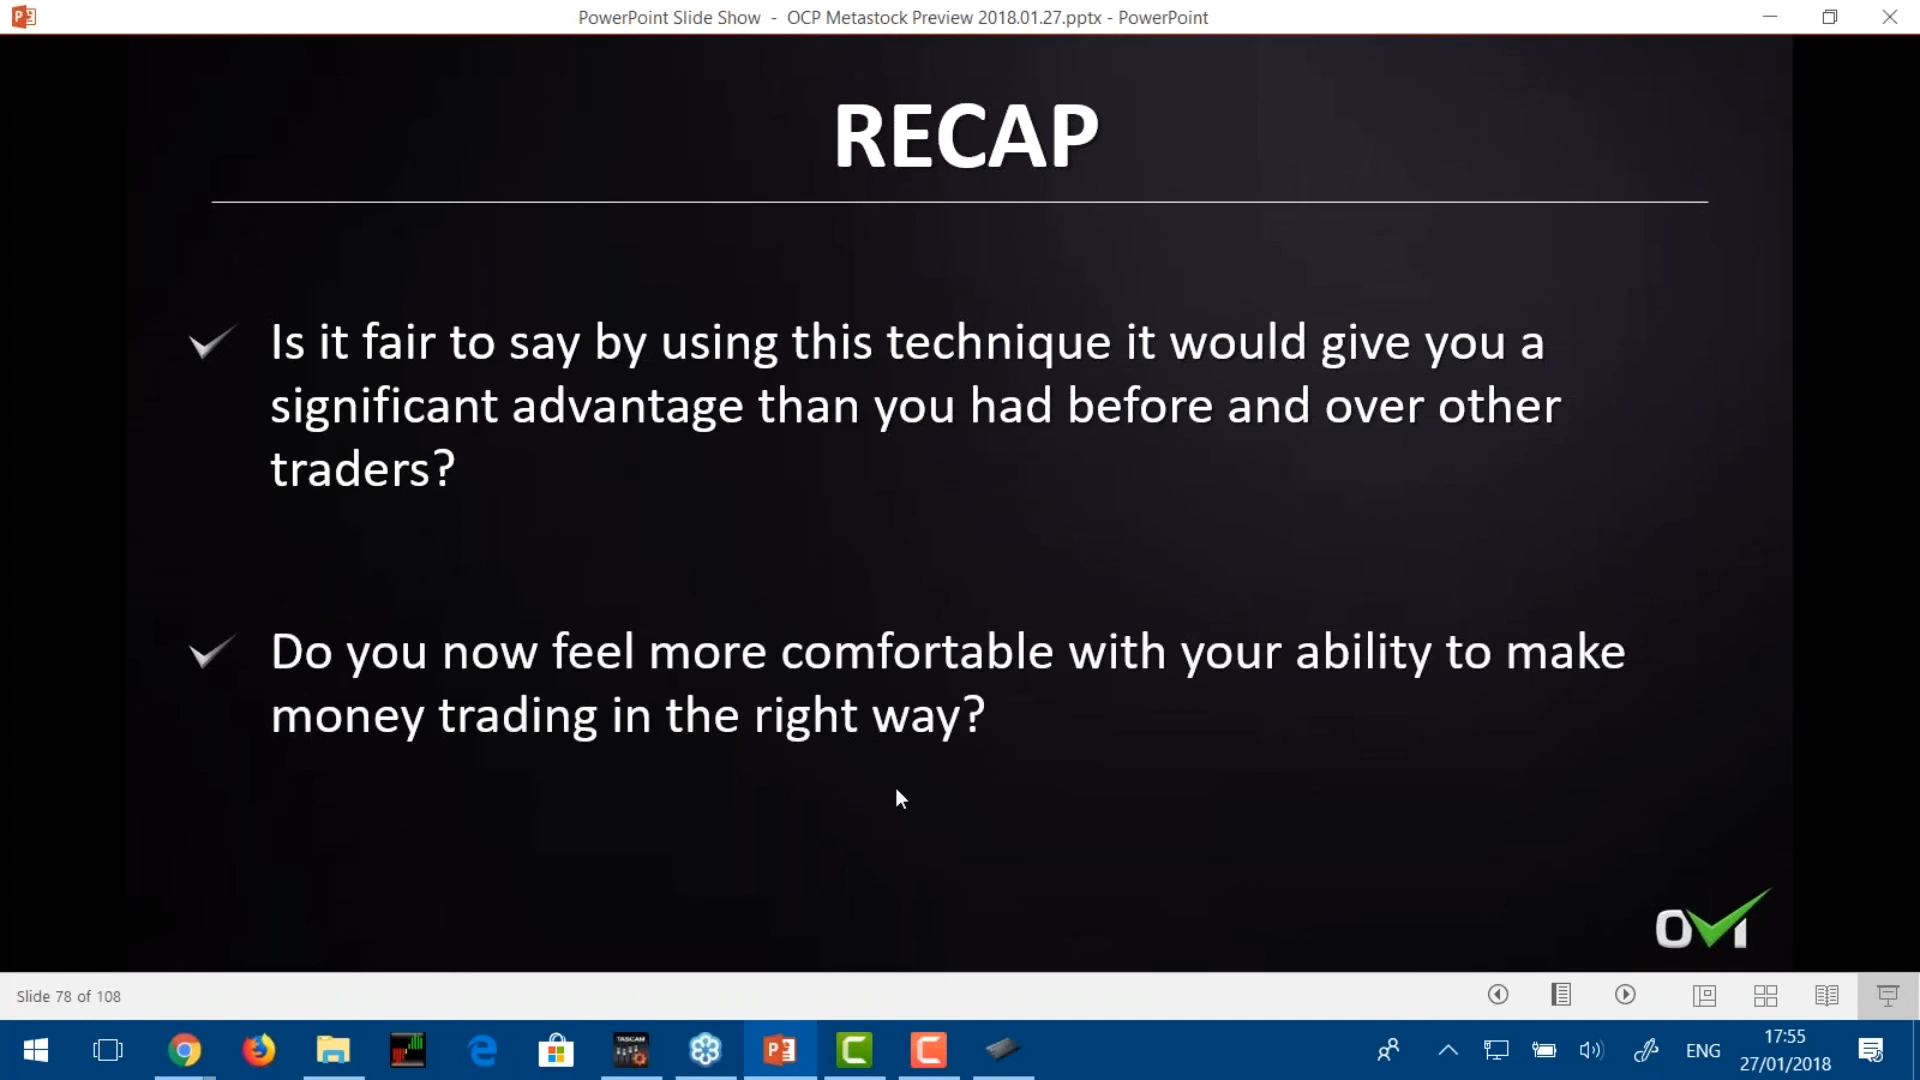 PowerPoint Slide Show - OCP Metastock Preview 2018.01.27.pptx - PowerPoint
RECAP
Is it fair to say by using this technique it would give you a
significant advantage than you had before and over other
traders?
Do you now feel more comfortable with your ability to make
money trading in the right way?
OVI
Slide 78 of 108
TASCAM
ENG
17:55
27/01/2018